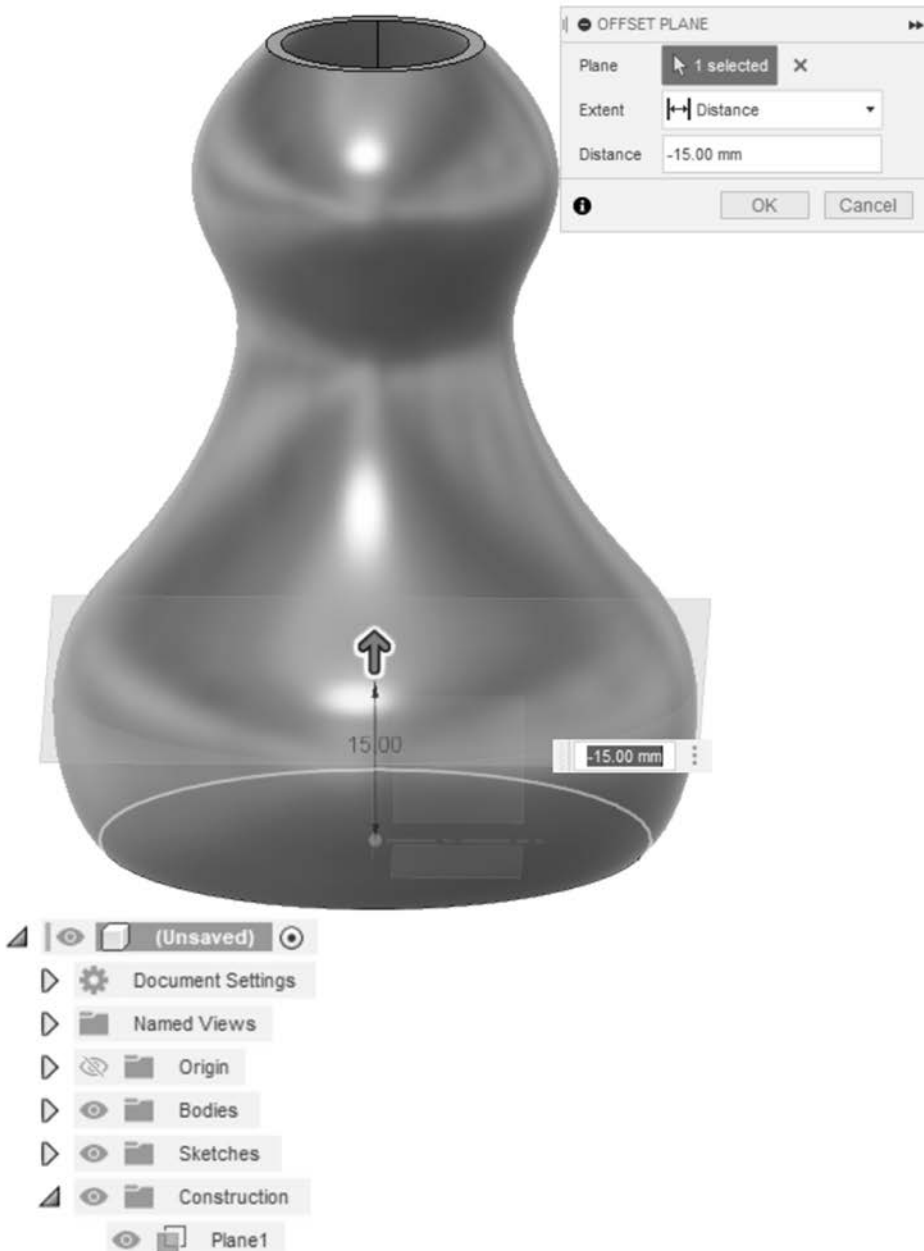 OFFSET PLANE
Plane 1 selected
Extent Distance
Distance -15.00 mm
OK Cancel
15.00
-15.00 mm
(Unsaved)
Document Settings
Named Views
Origin
Bodies
Sketches
Construction
Plane1